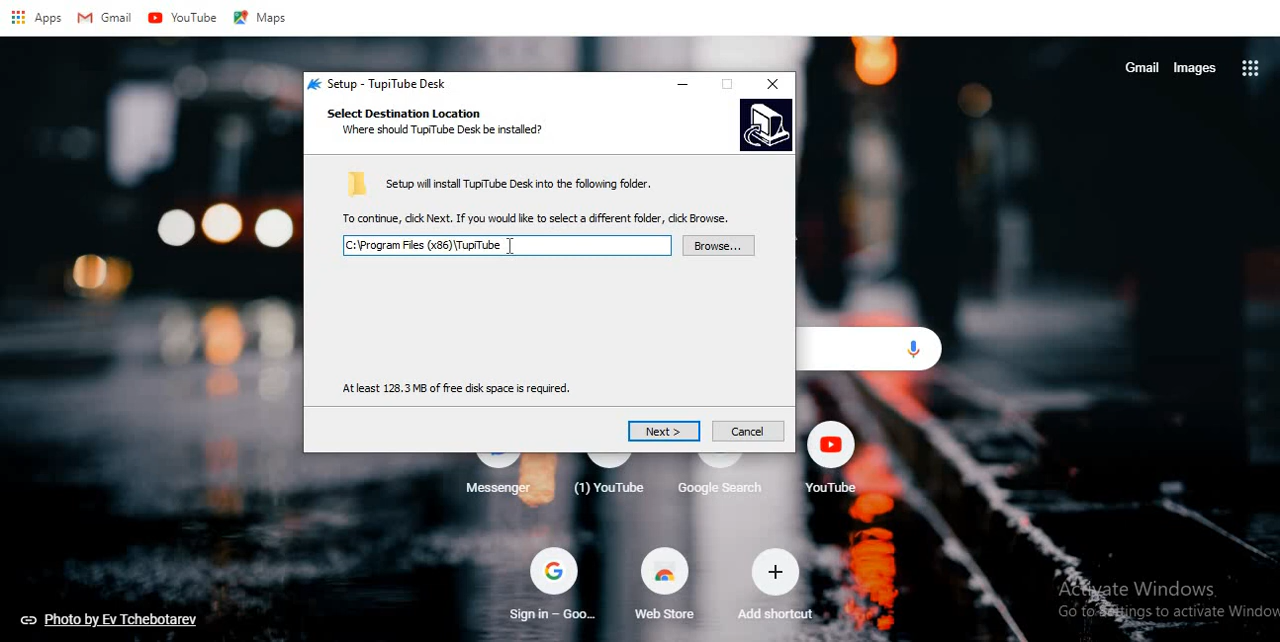 Apps Gmail YouTube Maps
Gmail Images
Setup - TupiTube Desk
Select Destination Location
Where should TupiTube Desk be installed?
Setup will install TupiTube Desk into the following folder.
To continue, click Next. If you would like to select a different folder, click Browse.
C:\Program Files (x86)\TupiTube
Browse...
At least 128.3 MB of free disk space is required.
Next > Cancel
Messenger (1) YouTube Google Search YouTube
Sign in – Goo... Web Store Add shortcut
Activate Windows
Go to Settings to activate Window
Photo by Ev Tchebotarev